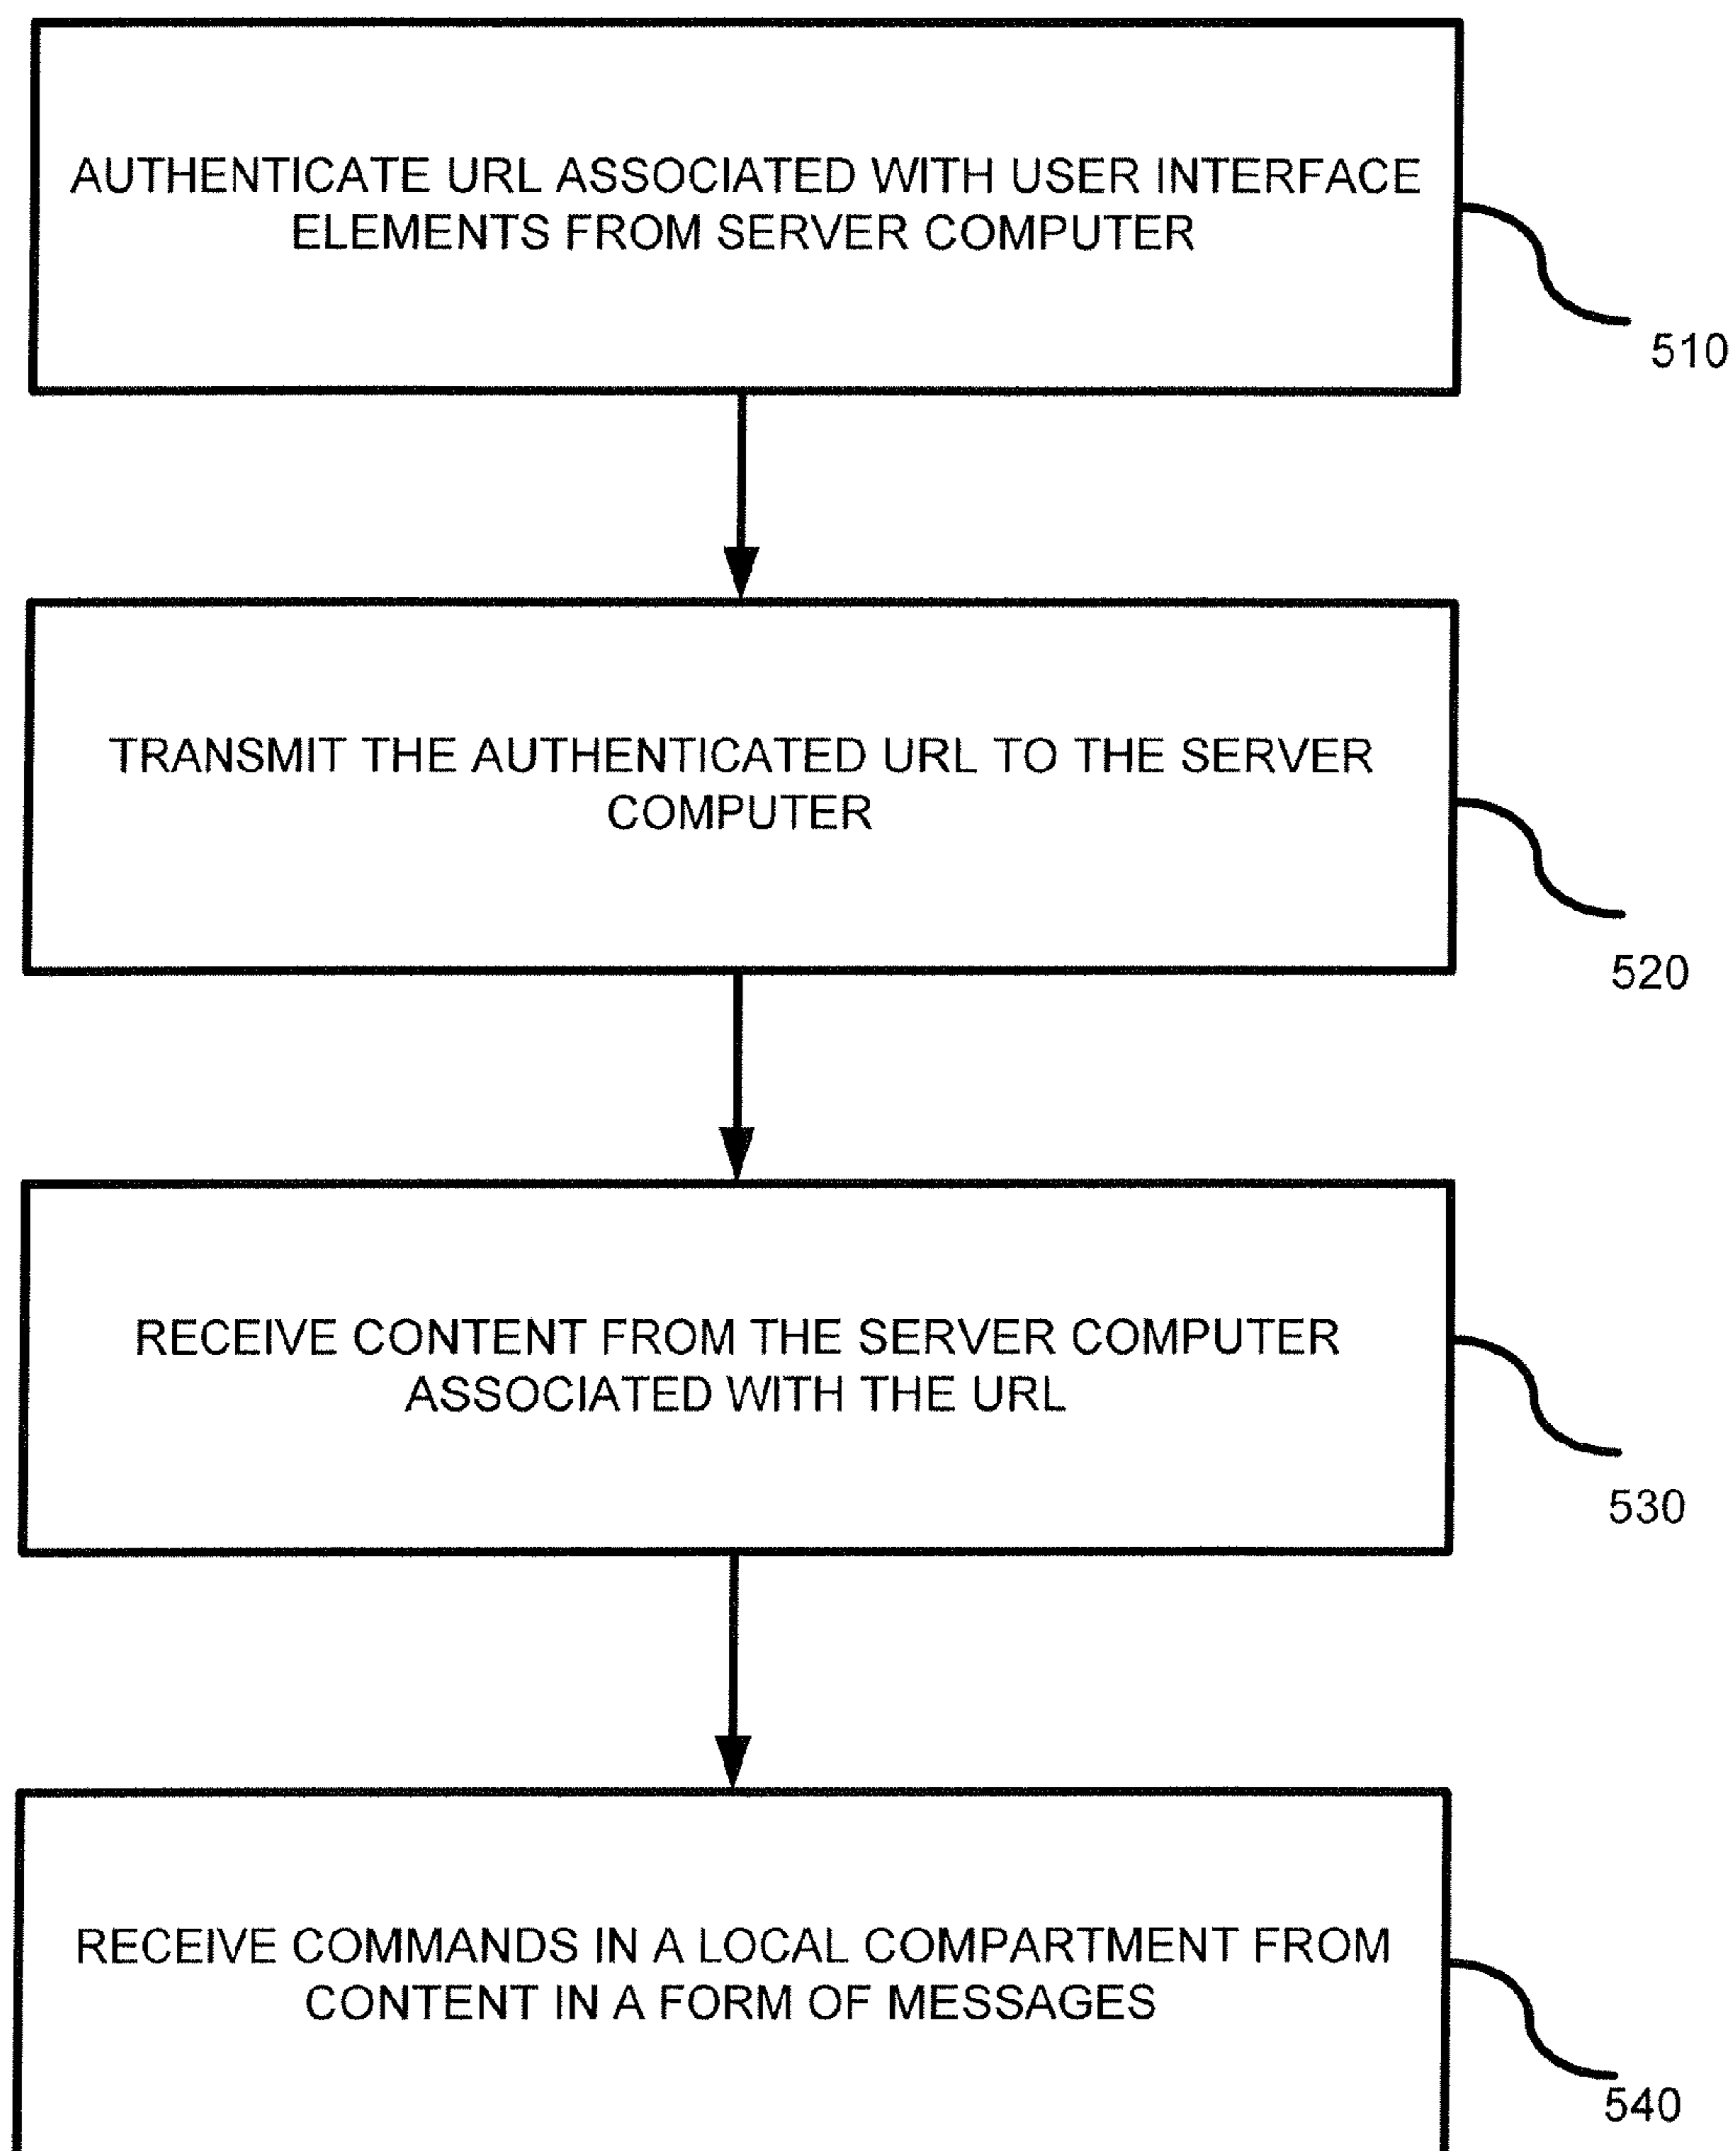 AUTHENTICATE URL ASSOCIATED WITH USER INTERFACE
ELEMENTS FROM SERVER COMPUTER
510
TRANSMIT THE AUTHENTICATED URL TO THE SERVER
COMPUTER
520
RECEIVE CONTENT FROM THE SERVER COMPUTER
ASSOCIATED WITH THE URL
530
RECEIVE COMMANDS IN A LOCAL COMPARTMENT FROM
CONTENT IN A FORM OF MESSAGES
540